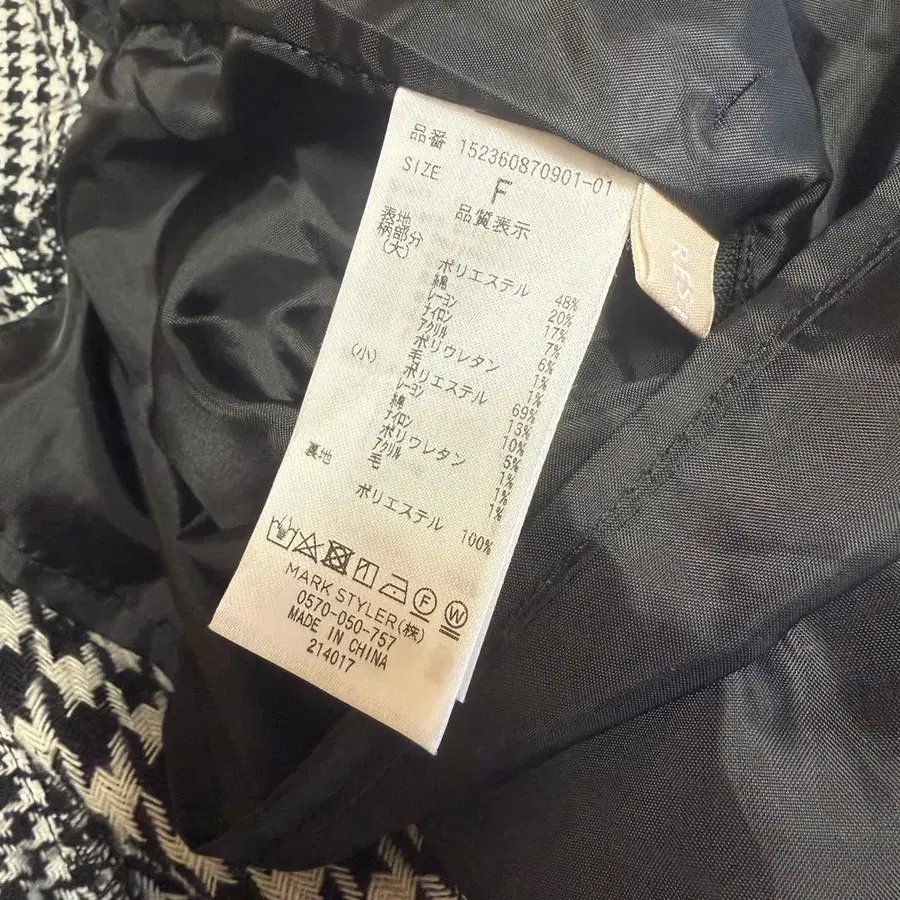 品番 152360870901-01
SIZE F
品質表示
表地
柄部分
(大)
ポリエステル 48%
綿 20%
レーヨン 17%
ナイロン 7%
アクリル 6%
ポリウレタン 1%
毛 1%
(小)
ポリエステル 69%
レーヨン 13%
綿 10%
ナイロン 5%
ポリウレタン 1%
アクリル 1%
毛 1%
裏地
ポリエステル 100%
F W
MARK STYLER(株)
0570-050-757
MADE IN CHINA
214017